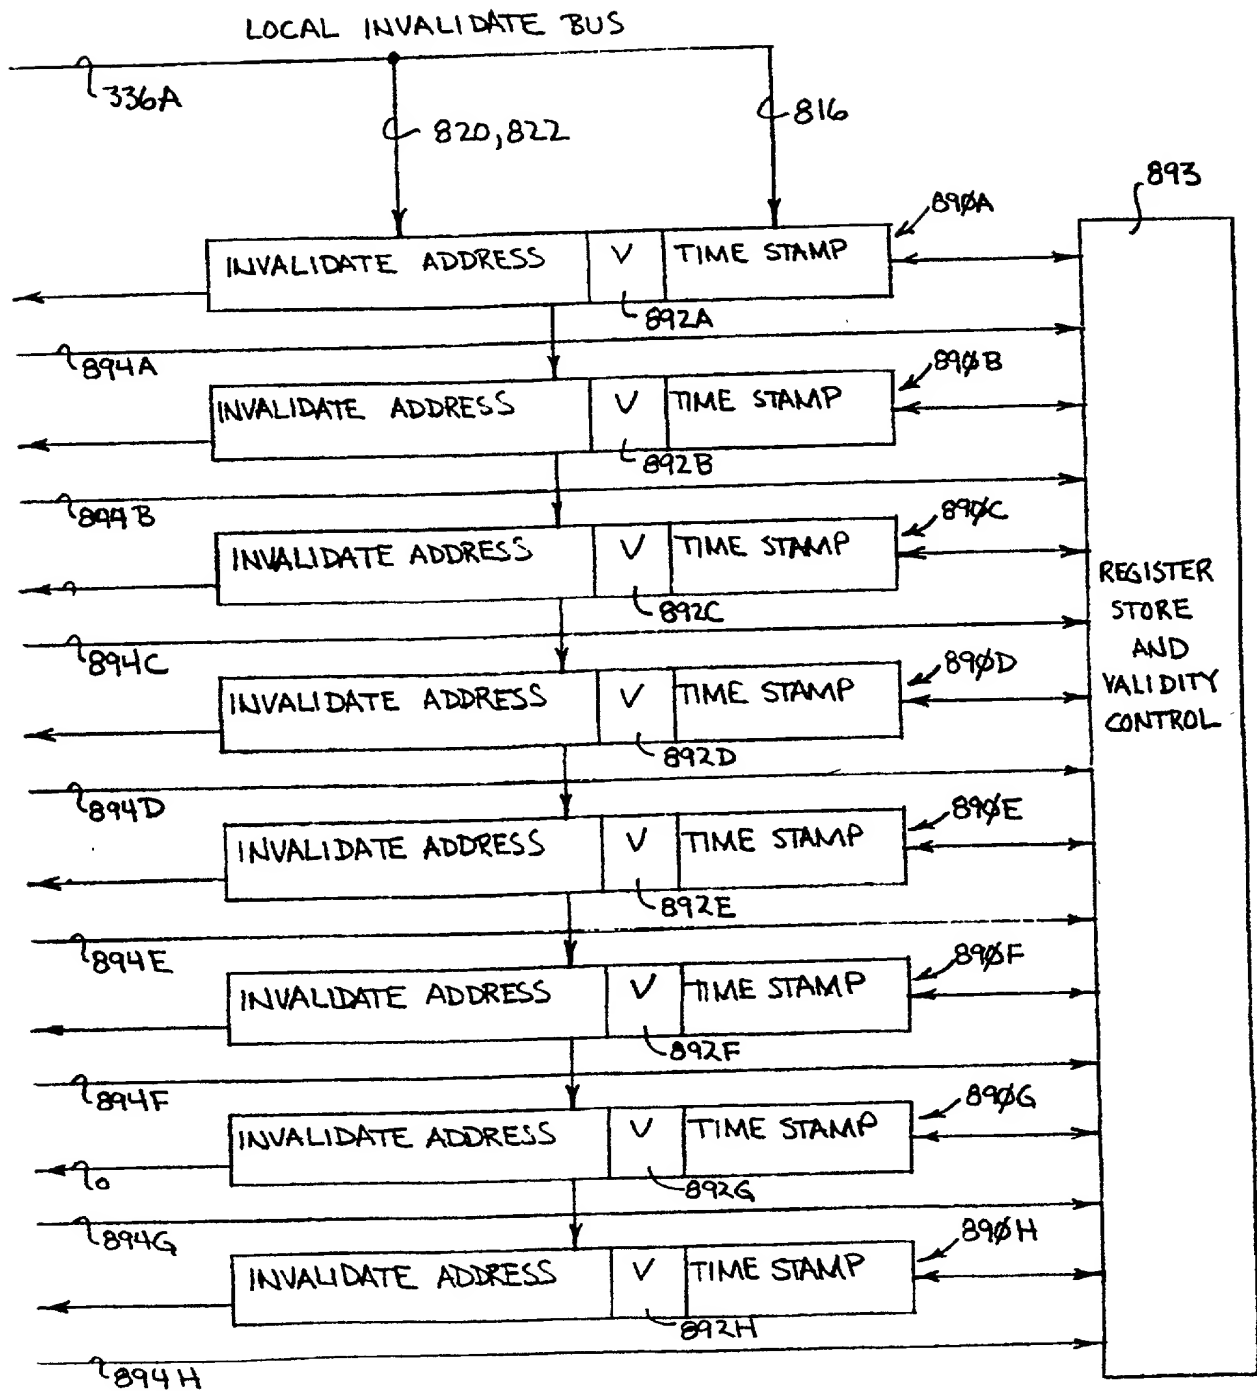 LOCAL INVALIDATE BUS
336A
820,822
816
893
890A
INVALIDATE ADDRESS V TIME STAMP
892A
894A
890B
INVALIDATE ADDRESS V TIME STAMP
892B
894B
890C
INVALIDATE ADDRESS V TIME STAMP
892C
894C
890D
INVALIDATE ADDRESS V TIME STAMP
892D
894D
890E
INVALIDATE ADDRESS V TIME STAMP
892E
894E
890F
INVALIDATE ADDRESS V TIME STAMP
892F
894F
890G
INVALIDATE ADDRESS V TIME STAMP
892G
894G
890H
INVALIDATE ADDRESS V TIME STAMP
892H
894H
REGISTER
STORE
AND
VALIDITY
CONTROL